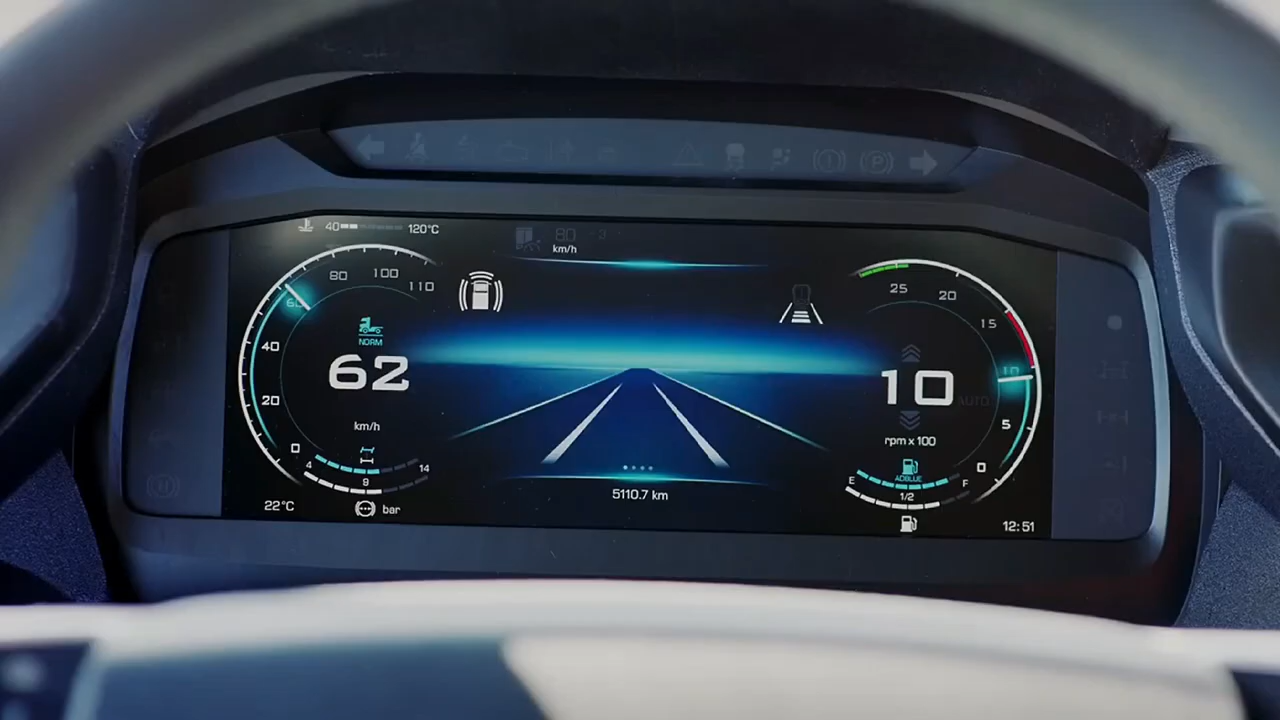 40 120°C
80
km/h
80 100 110
60
40
20
0
NORM
62
km/h
4 9 14
22°C
bar
5110.7 km
25 20 15
10
5
0
10
AUTO
rpm x 100
ADBLUE
E 1/2 F
12:51
P